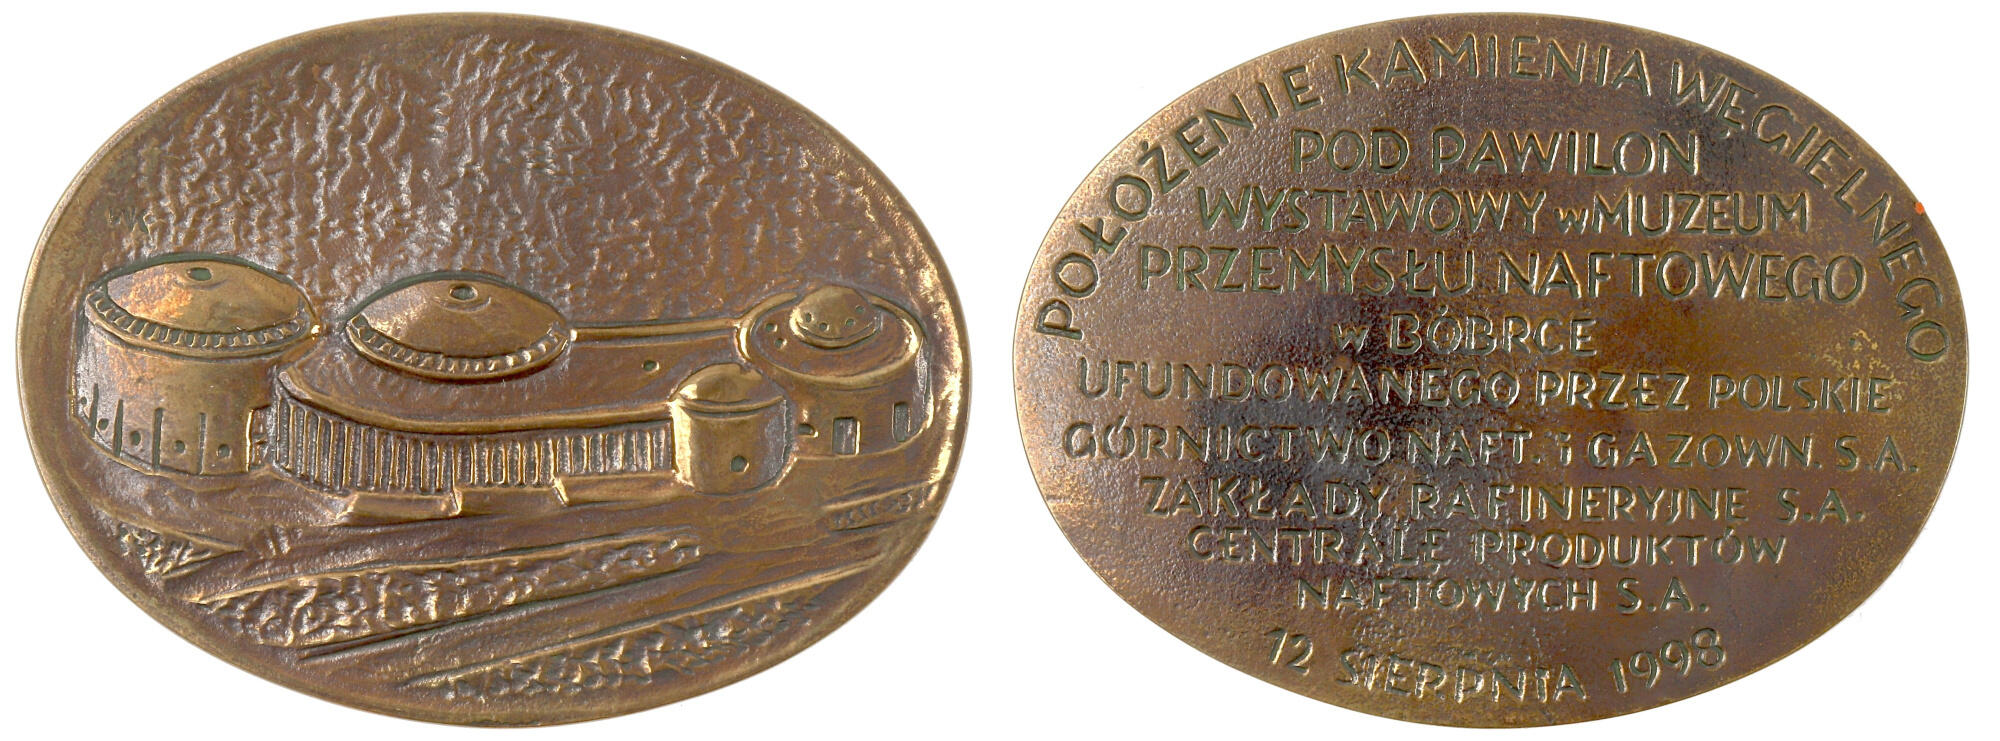 WK
POŁOŻENIE KAMIENIA WĘGIELNEGO
POD PAWILON
WYSTAWOWY w MUZEUM
PRZEMYSŁU NAFTOWEGO
w BÓBRCE
UFUNDOWANEGO PRZEZ POLSKIE
GÓRNICTWO NAFT. i GAZOWN. S.A.
ZAKŁADY RAFINERYJNE S.A.
CENTRALE PRODUKTÓW
NAFTOWYCH S.A.
12 SIERPNIA 1998